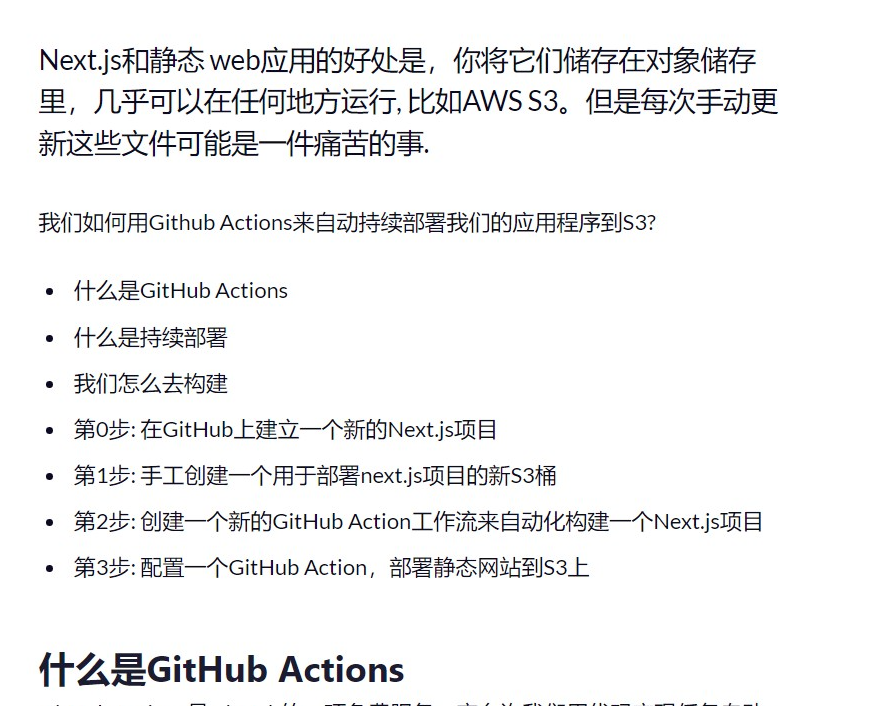 Next.js和静态 web应用的好处是，你将它们储存在对象储存
里，几乎可以在任何地方运行, 比如AWS S3。但是每次手动更
新这些文件可能是一件痛苦的事.
我们如何用Github Actions来自动持续部署我们的应用程序到S3?
• 什么是GitHub Actions
• 什么是持续部署
• 我们怎么去构建
• 第0步: 在GitHub上建立一个新的Next.js项目
• 第1步: 手工创建一个用于部署next.js项目的新S3桶
• 第2步: 创建一个新的GitHub Action工作流来自动化构建一个Next.js项目
• 第3步: 配置一个GitHub Action，部署静态网站到S3上
什么是GitHub Actions